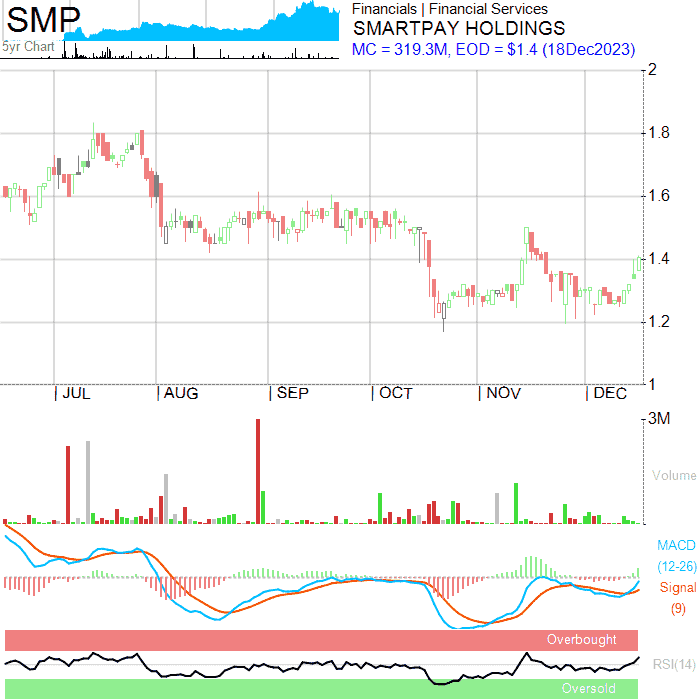 SMP
5yr Chart
Financials | Financial Services
SMARTPAY HOLDINGS
MC = 319.3M, EOD = $1.4 (18Dec2023)
2
1.8
1.6
1.4
1.2
1
JUL AUG SEP OCT NOV DEC
3M
Volume
MACD
(12-26)
Signal
(9)
Overbought
RSI(14)
Oversold